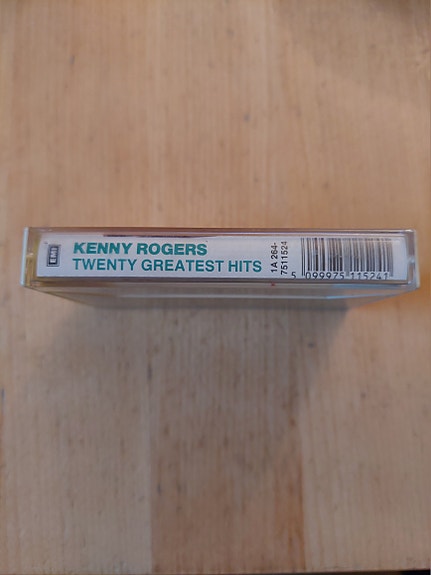 EMI
KENNY ROGERS
TWENTY GREATEST HITS
1A 264-
7511524
5 099975 115241